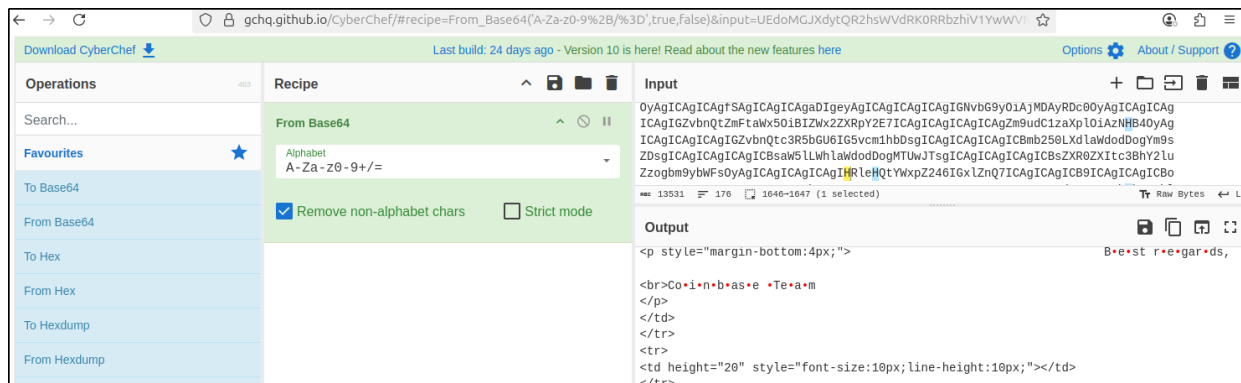 gchq.github.io/CyberChef/#recipe=From_Base64('A-Za-z0-9%2B/%3D',true,false)&input=UEdoMGJXdytQR2hsWVdRK0RRbzhiV1YwWVN
Download CyberChef
Last build: 24 days ago - Version 10 is here! Read about the new features here
Options
About / Support
Operations
403
Recipe
Input
Search...
Favourites
To Base64
From Base64
To Hex
From Hex
To Hexdump
From Hexdump
From Base64
Alphabet
A-Za-z0-9+/=
Remove non-alphabet chars
Strict mode
OyAgICAgICAgfSAgICAgICAgaDIgeyAgICAgICAgICAgIGNvbG9yOiAjMDAyRDc0OyAgICAgICAg
ICAgIGZvbnQtZmFtaWx5OiBIZWx2ZXRpY2E7ICAgICAgICAgICAgZm9udC1zaXplOiAzNHB4OyAg
ICAgICAgICAgIGZvbnQtc3R5bGU6IG5vcm1hbDsgICAgICAgICAgICBmb250LXdlaWdodDogYm9s
ZDsgICAgICAgICAgICBsaW5lLWhlaWdodDogMTUwJTsgICAgICAgICAgICBsZXR0ZXItc3BhY2lu
Zzogbm9ybWFsOyAgICAgICAgICAgIHRleHQtYWxpZ246IGxlZnQ7ICAgICAgICB9ICAgICAgICBo
ABC 13531
176
1646→1647 (1 selected)
Tr Raw Bytes
L
Output
<p style="margin-bottom:4px;"> B•e•st r•e•gar•ds,
<br>Co•i•n•b•as•e •Te•a•m
</p>
</td>
</tr>
<tr>
<td height="20" style="font-size:10px;line-height:10px;"></td>
</tr>